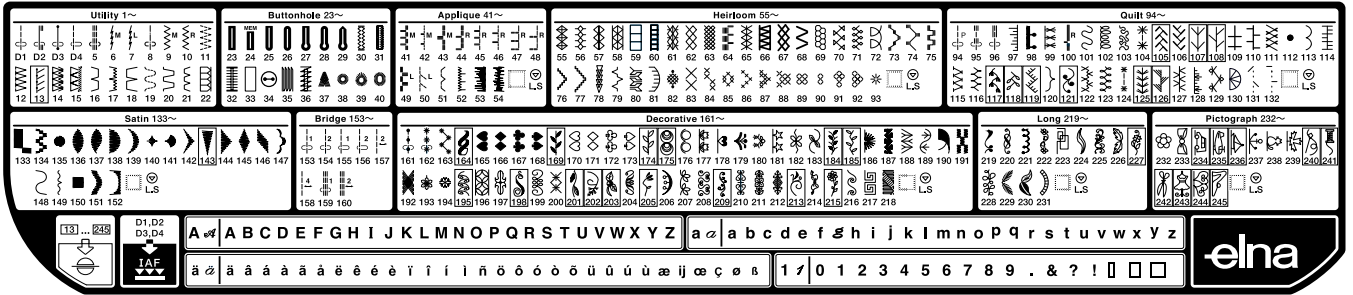 Utility 1~
M L M R
D1 D2 D3 D4 5 6 7 8 9 10 11
12 13 14 15 16 17 18 19 20 21 22
Buttonhole 23~
MEM
23 24 25 26 27 28 29 30 31
32 33 34 35 36 37 38 39 40
Applique 41~
M M R R
41 42 43 44 45 46 47 48
L
L.S
49 50 51 52 53 54
Heirloom 55~
55 56 57 58 59 60 61 62 63 64 65 66 67 68 69 70 71 72 73 74 75
L.S
76 77 78 79 80 81 82 83 84 85 86 87 88 89 90 91 92 93
Quilt 94~
P R
94 95 96 97 98 99 100 101 102 103 104 105 106 107 108 109 110 111 112 113 114
L.S
115 116 117 118 119 120 121 122 123 124 125 126 127 128 129 130 131 132
Satin 133~
133 134 135 136 137 138 139 140 141 142 143 144 145 146 147
L.S
148 149 150 151 152
Bridge 153~
1 1 1 2 2
153 154 155 156 157
4 2
158 159 160
Decorative 161~
161 162 163 164 165 166 167 168 169 170 171 172 173 174 175 176 177 178 179 180 181 182 183 184 185 186 187 188 189 190 191
L.S
192 193 194 195 196 197 198 199 200 201 202 203 204 205 206 207 208 209 210 211 212 213 214 215 216 217 218
Long 219~
219 220 221 222 223 224 225 226 227
L.S
228 229 230 231
Pictograph 232~
232 233 234 235 236 237 238 239 240 241
L.S
242 243 244 245
13 ... 245
D1,D2
D3,D4
IAF
A A A B C D E F G H I J K L M N O P Q R S T U V W X Y Z
a a a b c d e f g h i j k l m n o p q r s t u v w x y z
ä ä ä â á à ã å ë ê é è ï î í ì ñ ö ô ó ò õ ü û ú ù æ ĳ œ ç ø ß
1 1 0 1 2 3 4 5 6 7 8 9 . & ? !
elna